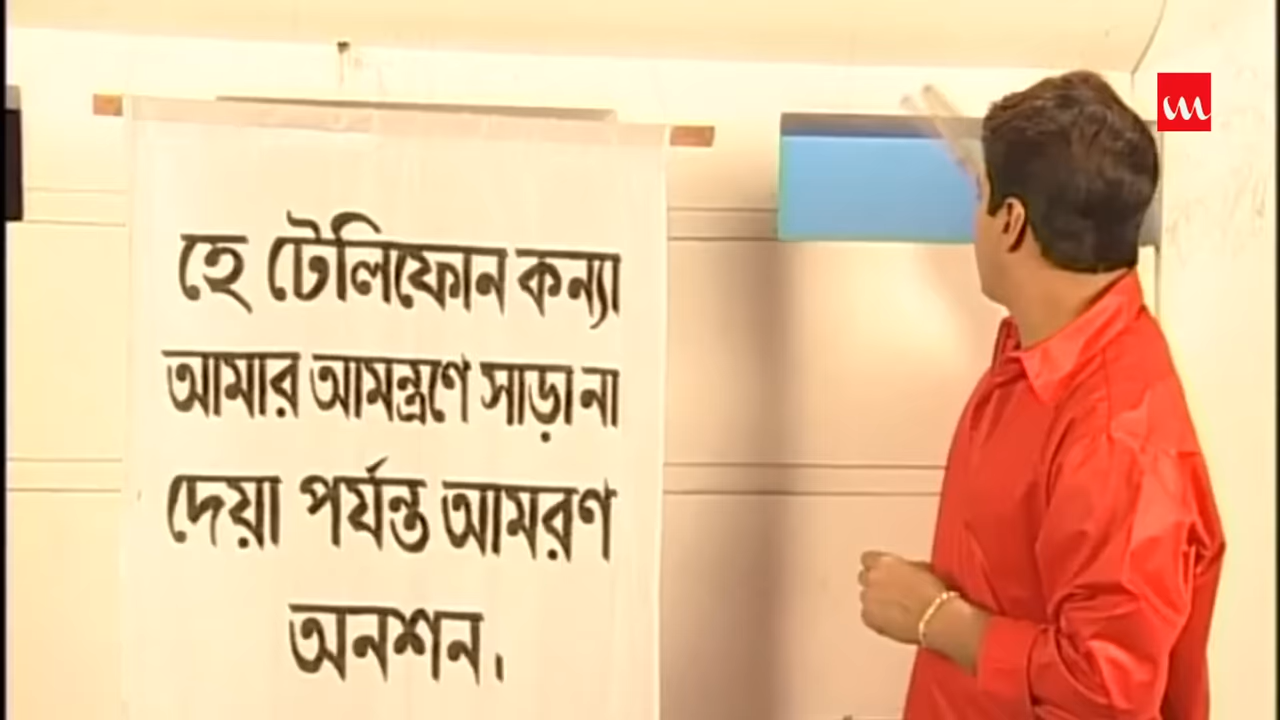 হে টেলিফোন কন্যা
আমার আমন্ত্রণে সাড়া না
দেয়া পর্যন্ত আমরণ
অনশন।